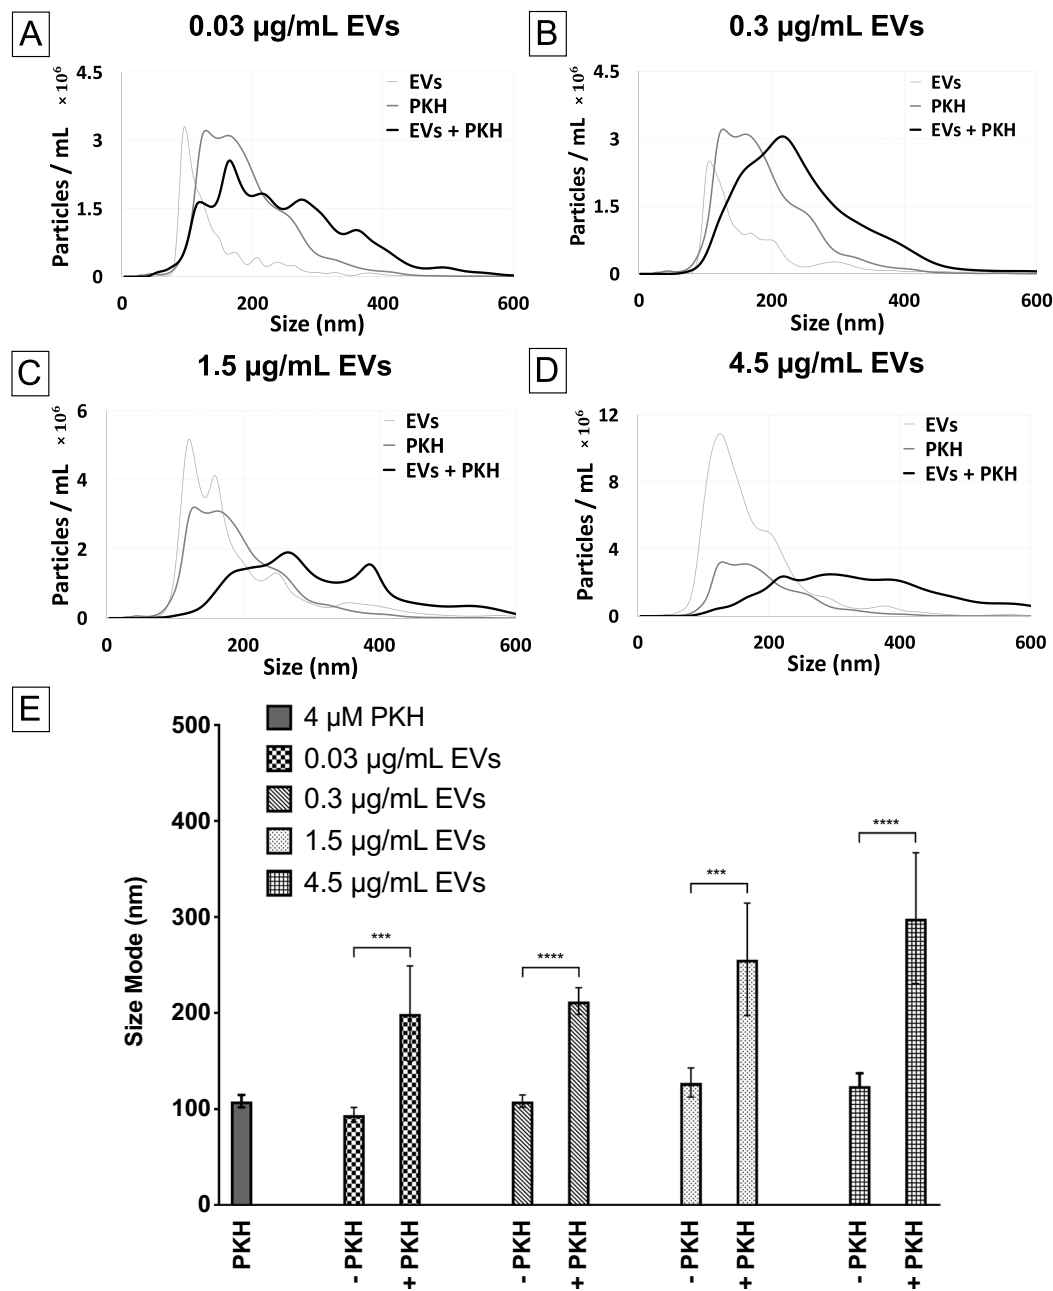 A
0.03 µg/mL EVs
Particles / mL × 10⁶
4.5
3
1.5
0
EVs
PKH
EVs + PKH
0
200
400
600
Size (nm)
B
0.3 µg/mL EVs
Particles / mL × 10⁶
4.5
3
1.5
0
EVs
PKH
EVs + PKH
0
200
400
600
Size (nm)
C
1.5 µg/mL EVs
Particles / mL × 10⁶
6
4
2
0
EVs
PKH
EVs + PKH
0
200
400
600
Size (nm)
D
4.5 µg/mL EVs
Particles / mL × 10⁶
12
8
4
0
EVs
PKH
EVs + PKH
0
200
400
600
Size (nm)
E
Size Mode (nm)
500
400
300
200
100
0
4 µM PKH
0.03 µg/mL EVs
0.3 µg/mL EVs
1.5 µg/mL EVs
4.5 µg/mL EVs
***
****
***
****
PKH
- PKH
+ PKH
- PKH
+ PKH
- PKH
+ PKH
- PKH
+ PKH